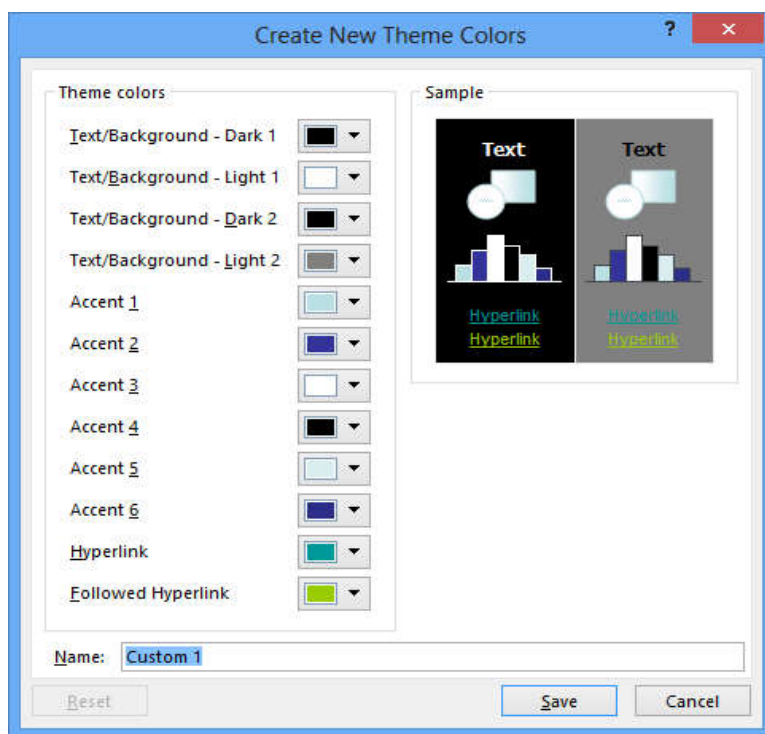 Create New Theme Colors
?
Theme colors
Text/Background - Dark 1
Text/Background - Light 1
Text/Background - Dark 2
Text/Background - Light 2
Accent 1
Accent 2
Accent 3
Accent 4
Accent 5
Accent 6
Hyperlink
Followed Hyperlink
Sample
Text Text
Hyperlink Hyperlink
Hyperlink Hyperlink
Name: Custom 1
Reset Save Cancel